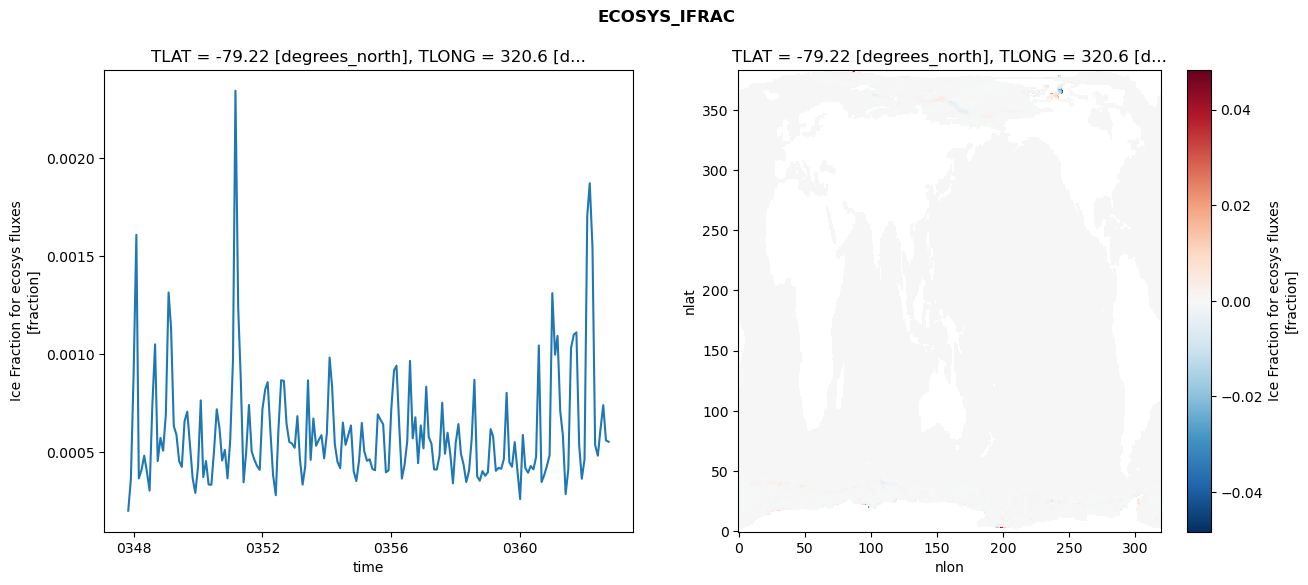 ECOSYS_IFRAC
TLAT = -79.22 [degrees_north], TLONG = 320.6 [d...
Ice Fraction for ecosys fluxes
[fraction]
0.0020
0.0015
0.0010
0.0005
0348
0352
0356
0360
time
TLAT = -79.22 [degrees_north], TLONG = 320.6 [d...
nlat
350
300
250
200
150
100
50
0
0
50
100
150
200
250
300
nlon
0.04
0.02
0.00
−0.02
−0.04
Ice Fraction for ecosys fluxes
[fraction]